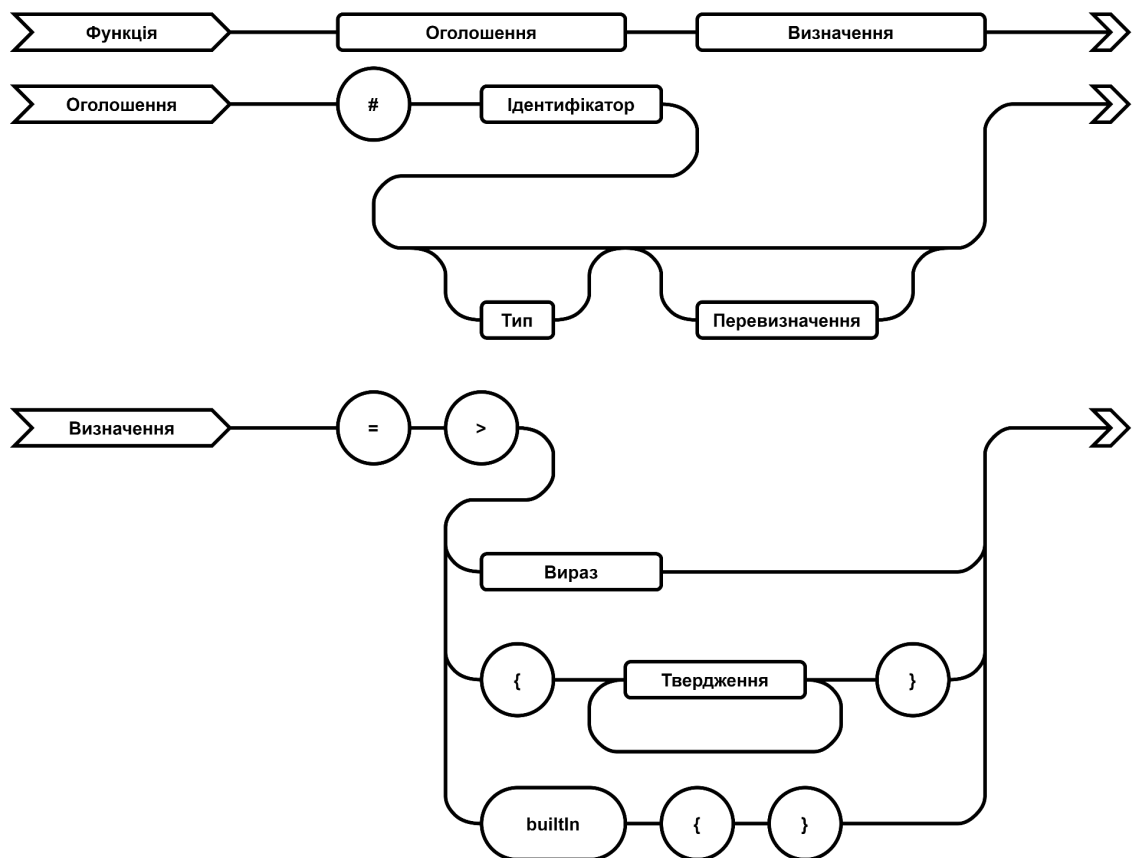 Функція Оголошення Визначення
Оголошення # Ідентифікатор
Тип Перевизначення
Визначення = >
Вираз
{ Твердження }
builtIn { }